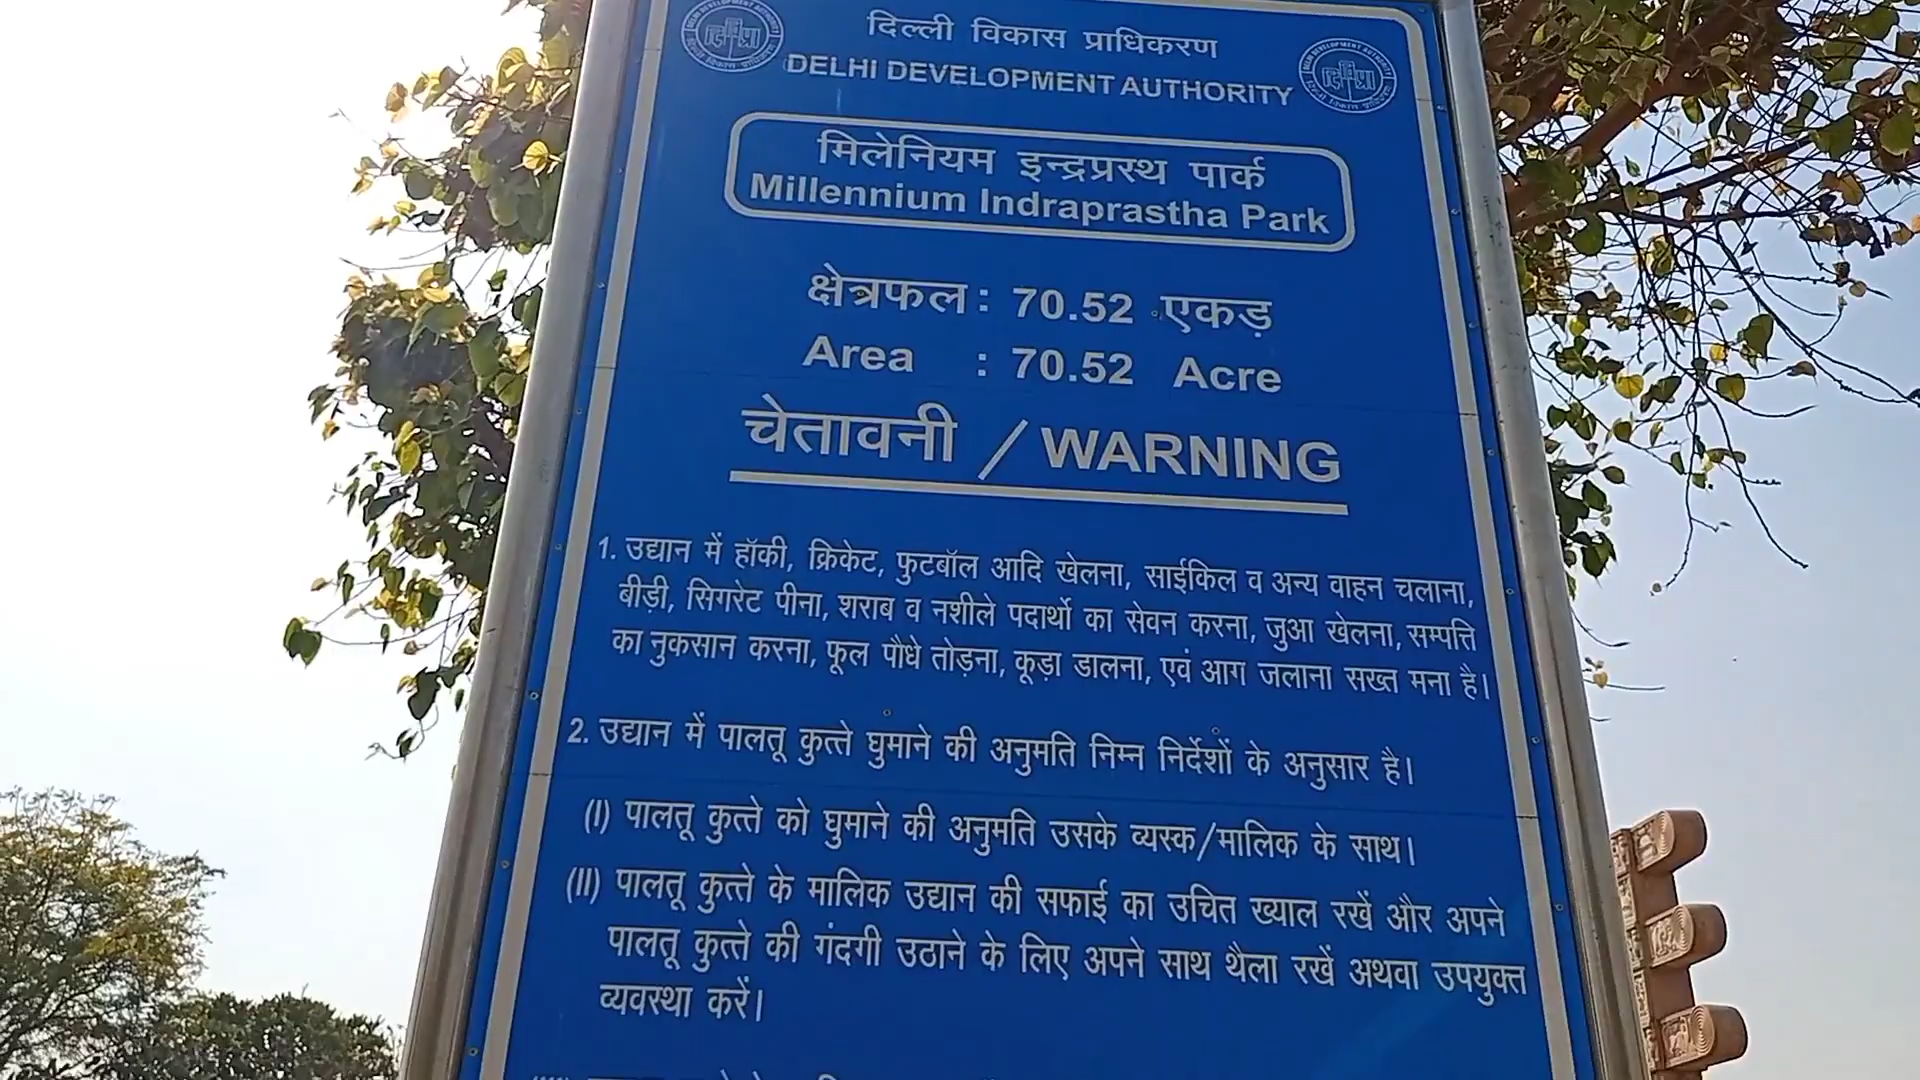 दिल्ली विकास प्राधिकरण
DELHI DEVELOPMENT AUTHORITY
मिलेनियम इन्द्रप्रस्थ पार्क
Millennium Indraprastha Park
क्षेत्रफल : 70.52 एकड़
Area : 70.52 Acre
चेतावनी / WARNING
1. उद्यान में हॉकी, क्रिकेट, फुटबॉल आदि खेलना, साईकिल व अन्य वाहन चलाना,
बीड़ी, सिगरेट पीना, शराब व नशीले पदार्थो का सेवन करना, जुआ खेलना, सम्पत्ति
का नुकसान करना, फूल पौधे तोड़ना, कूड़ा डालना, एवं आग जलाना सख्त मना है।
2. उद्यान में पालतू कुत्ते घुमाने की अनुमति निम्न निर्देशों के अनुसार है।
(I) पालतू कुत्ते को घुमाने की अनुमति उसके व्यस्क/मालिक के साथ।
(II) पालतू कुत्ते के मालिक उद्यान की सफाई का उचित ख्याल रखें और अपने
पालतू कुत्ते की गंदगी उठाने के लिए अपने साथ थैला रखें अथवा उपयुक्त
व्यवस्था करें।